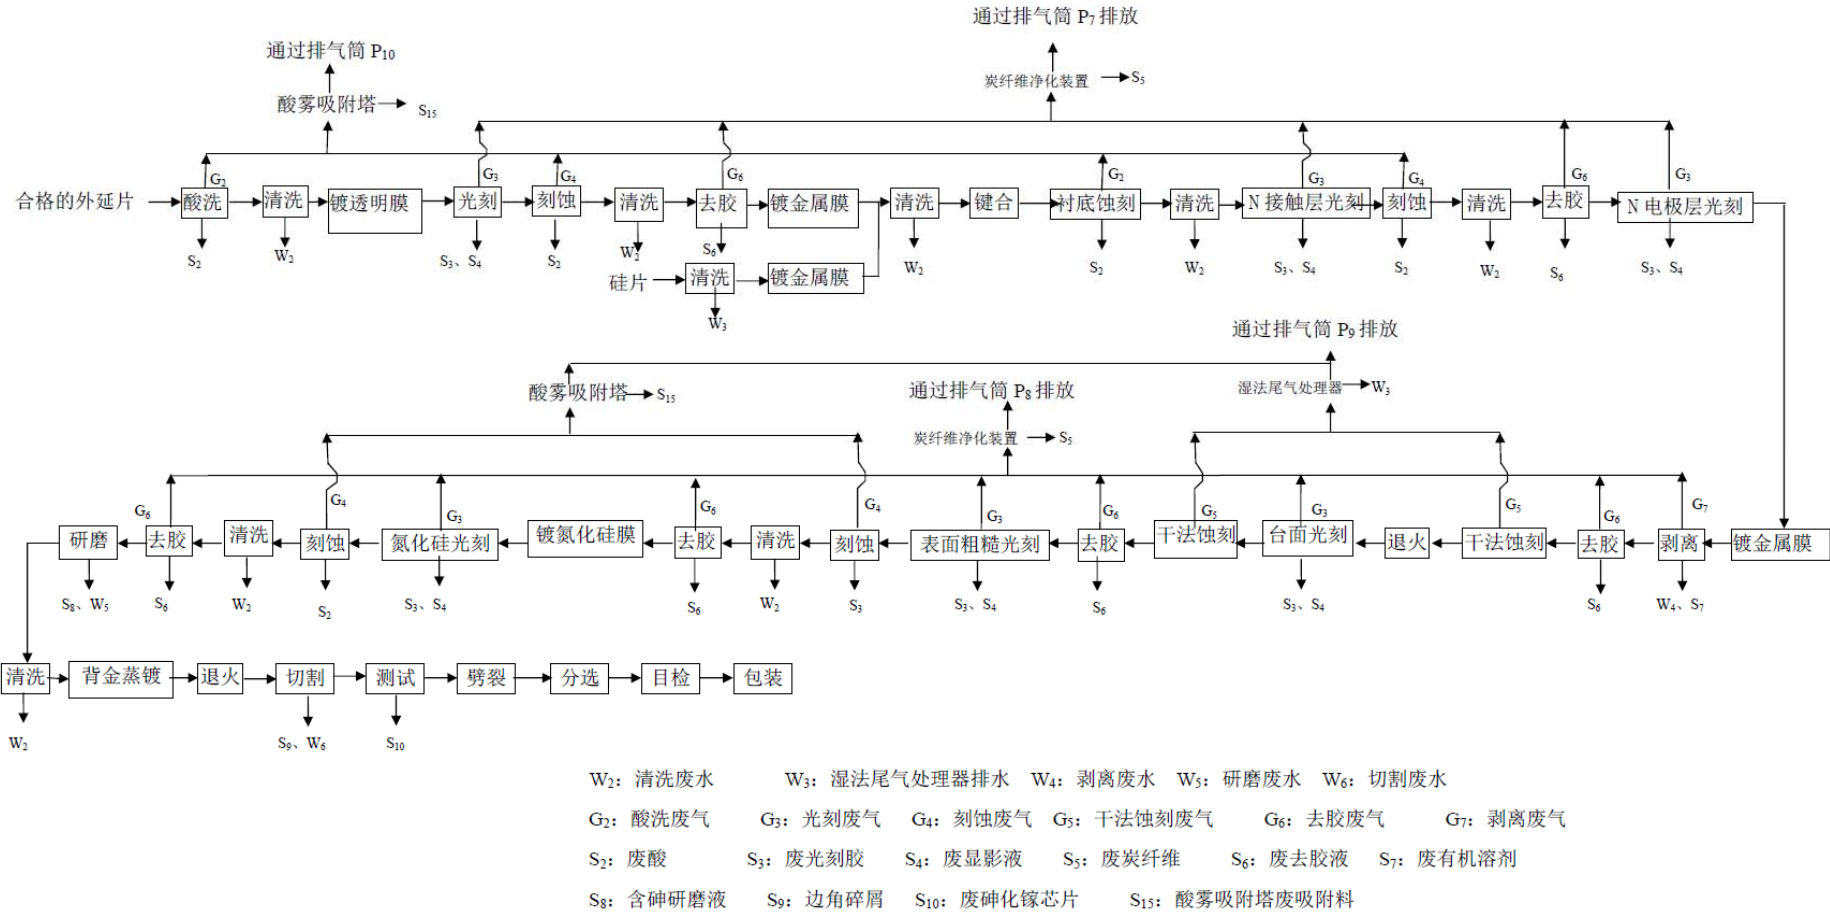 通过排气筒 P7 排放
通过排气筒 P10
炭纤维净化装置 S5
酸雾吸附塔 S15
G2 G3 G4 G6 G2 G3 G4 G6 G3
合格的外延片 酸洗 清洗 镀透明膜 光刻 刻蚀 清洗 去胶 镀金属膜 清洗 键合 衬底蚀刻 清洗 N 接触层光刻 刻蚀 清洗 去胶 N 电极层光刻
S2 W2 S3、S4 S2 W2 S6 W2 S2 W2 S3、S4 S2 W2 S6 S3、S4
硅片 清洗 镀金属膜
W3
通过排气筒 P9 排放
酸雾吸附塔 S15 通过排气筒 P8 排放 湿法尾气处理器 W3
炭纤维净化装置 S5
G6 G4 G3 G6 G4 G3 G6 G5 G3 G5 G6 G7
研磨 去胶 清洗 刻蚀 氮化硅光刻 镀氮化硅膜 去胶 清洗 刻蚀 表面粗糙光刻 去胶 干法蚀刻 台面光刻 退火 干法蚀刻 去胶 剥离 镀金属膜
S8、W5 S6 W2 S2 S3、S4 S6 W2 S3 S3、S4 S6 S3、S4 S6 W4、S7
清洗 背金蒸镀 退火 切割 测试 劈裂 分选 目检 包装
W2 S9、W6 S10
W2：清洗废水 W3：湿法尾气处理器排水 W4：剥离废水 W5：研磨废水 W6：切割废水
G2：酸洗废气 G3：光刻废气 G4：刻蚀废气 G5：干法蚀刻废气 G6：去胶废气 G7：剥离废气
S2：废酸 S3：废光刻胶 S4：废显影液 S5：废炭纤维 S6：废去胶液 S7：废有机溶剂
S8：含砷研磨液 S9：边角碎屑 S10：废砷化镓芯片 S15：酸雾吸附塔废吸附料